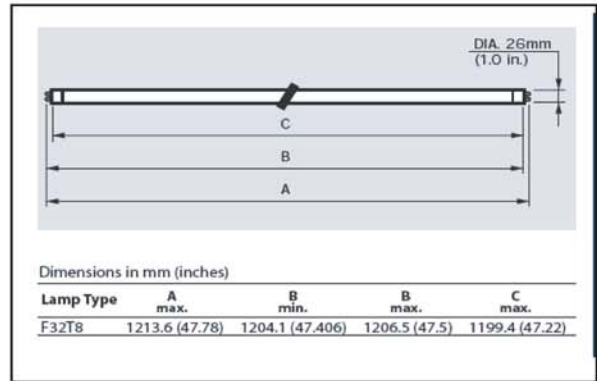 DIA. 26mm
(1.0 in.)
C
B
A
Dimensions in mm (inches)
Lamp Type A max. B min. B max. C max.
F32T8 1213.6 (47.78) 1204.1 (47.406) 1206.5 (47.5) 1199.4 (47.22)